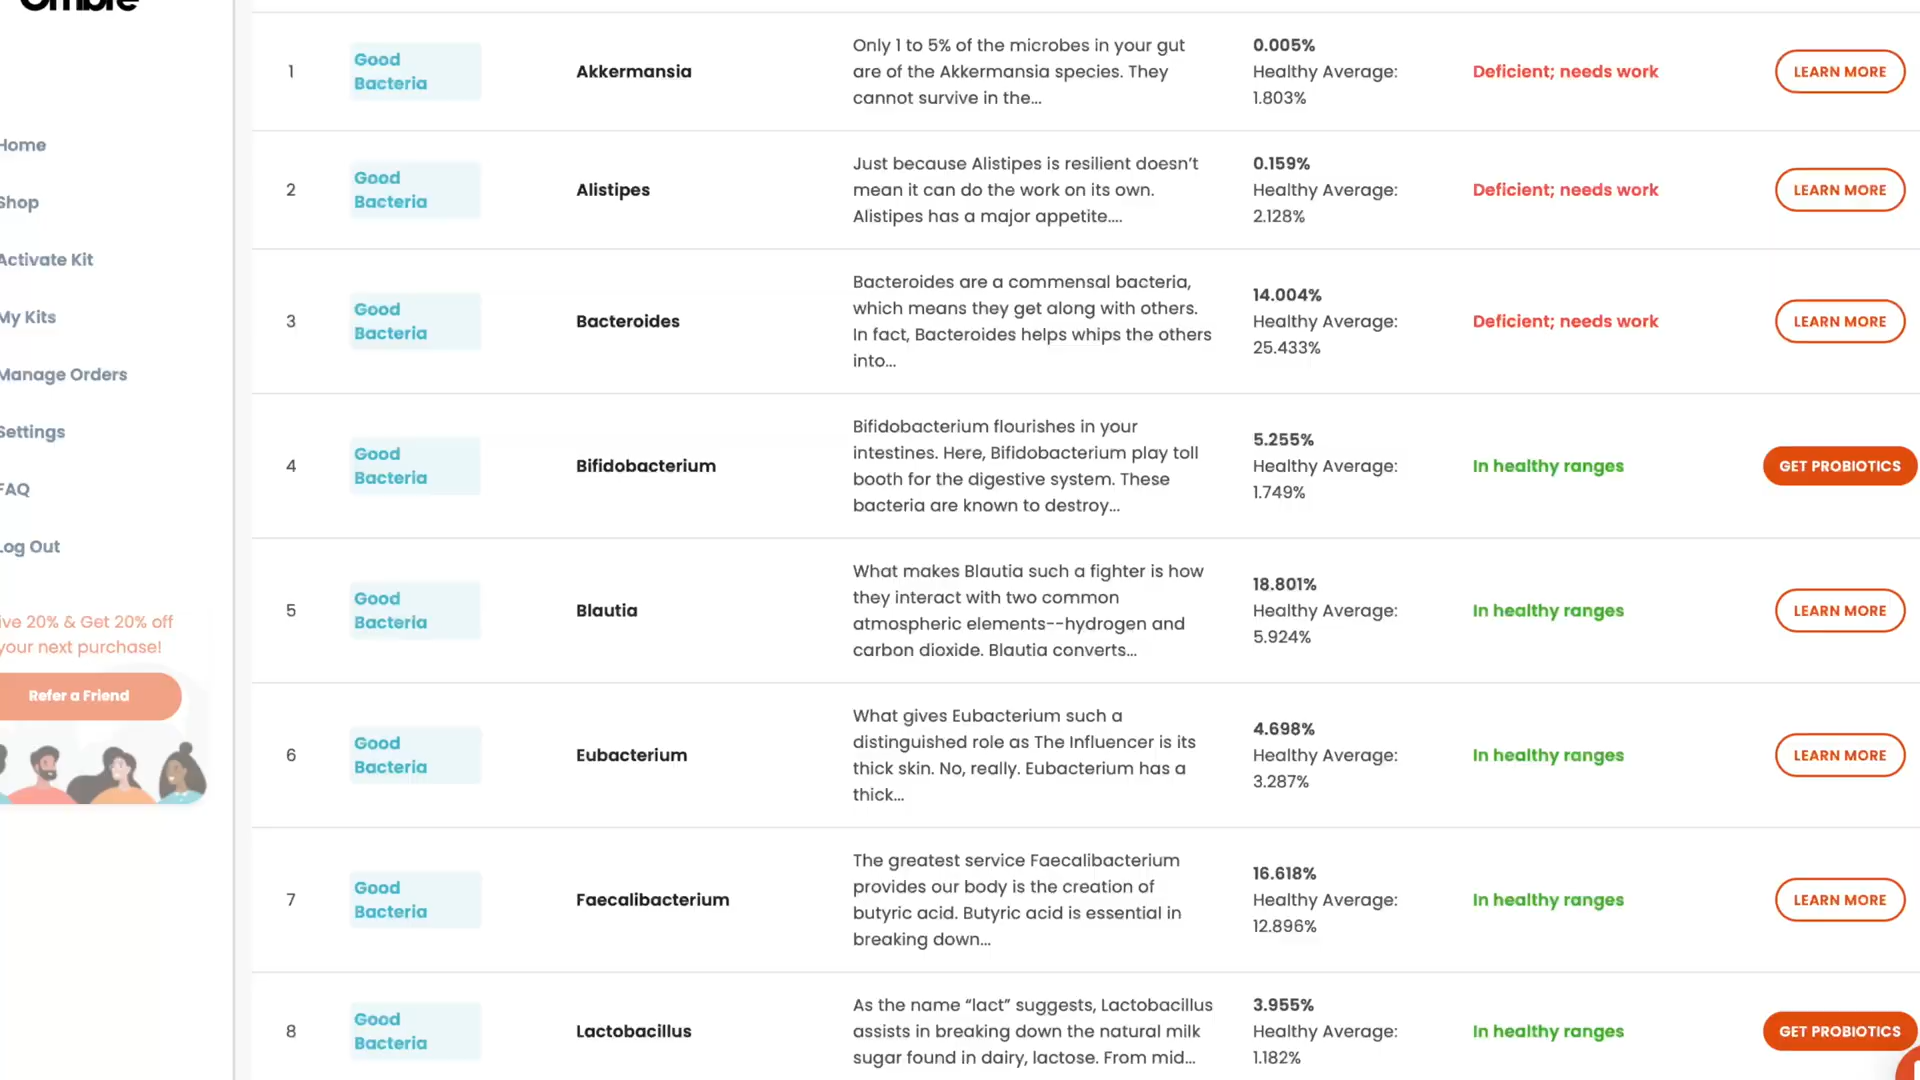 Home
Shop
Activate Kit
My Kits
Manage Orders
Settings
FAQ
Log Out
ive 20% & Get 20% off
your next purchase!
Refer a Friend
1
Good
Bacteria
Akkermansia
Only 1 to 5% of the microbes in your gut
are of the Akkermansia species. They
cannot survive in the...
0.005%
Healthy Average:
1.803%
Deficient; needs work
LEARN MORE
2
Good
Bacteria
Alistipes
Just because Alistipes is resilient doesn’t
mean it can do the work on its own.
Alistipes has a major appetite....
0.159%
Healthy Average:
2.128%
Deficient; needs work
LEARN MORE
3
Good
Bacteria
Bacteroides
Bacteroides are a commensal bacteria,
which means they get along with others.
In fact, Bacteroides helps whips the others
into...
14.004%
Healthy Average:
25.433%
Deficient; needs work
LEARN MORE
4
Good
Bacteria
Bifidobacterium
Bifidobacterium flourishes in your
intestines. Here, Bifidobacterium play toll
booth for the digestive system. These
bacteria are known to destroy...
5.255%
Healthy Average:
1.749%
In healthy ranges
GET PROBIOTICS
5
Good
Bacteria
Blautia
What makes Blautia such a fighter is how
they interact with two common
atmospheric elements--hydrogen and
carbon dioxide. Blautia converts...
18.801%
Healthy Average:
5.924%
In healthy ranges
LEARN MORE
6
Good
Bacteria
Eubacterium
What gives Eubacterium such a
distinguished role as The Influencer is its
thick skin. No, really. Eubacterium has a
thick...
4.698%
Healthy Average:
3.287%
In healthy ranges
LEARN MORE
7
Good
Bacteria
Faecalibacterium
The greatest service Faecalibacterium
provides our body is the creation of
butyric acid. Butyric acid is essential in
breaking down...
16.618%
Healthy Average:
12.896%
In healthy ranges
LEARN MORE
8
Good
Bacteria
Lactobacillus
As the name “lact” suggests, Lactobacillus
assists in breaking down the natural milk
sugar found in dairy, lactose. From mid...
3.955%
Healthy Average:
1.182%
In healthy ranges
GET PROBIOTICS